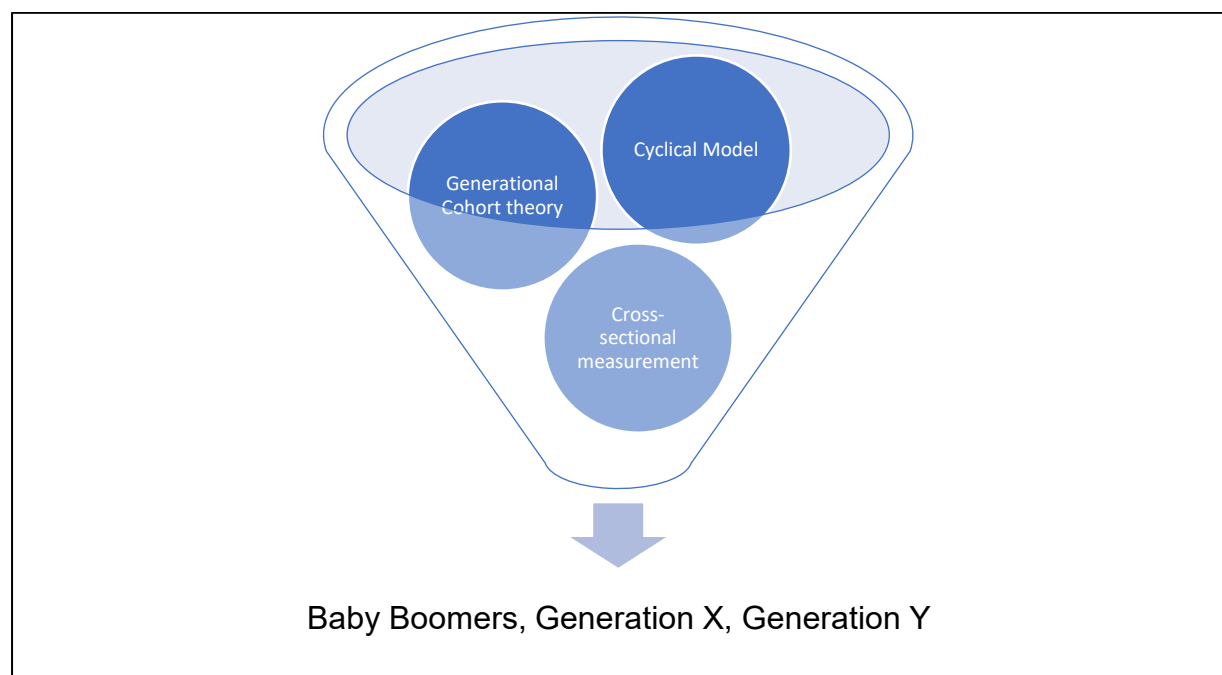 Cyclical Model
Generational
Cohort theory
Cross-
sectional
measurement
Baby Boomers, Generation X, Generation Y